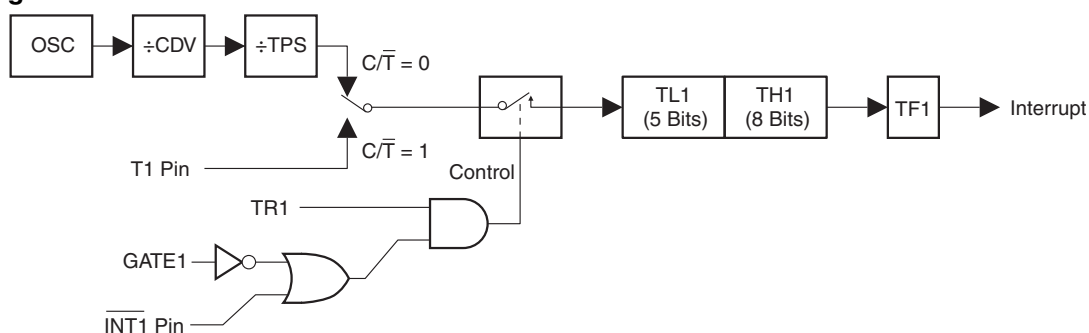 g
OSC
÷CDV
÷TPS
C/T̅ = 0
TL1
(5 Bits)
TH1
(8 Bits)
TF1
Interrupt
C/T̅ = 1
T1 Pin
Control
TR1
GATE1
I̅N̅T̅1̅ Pin